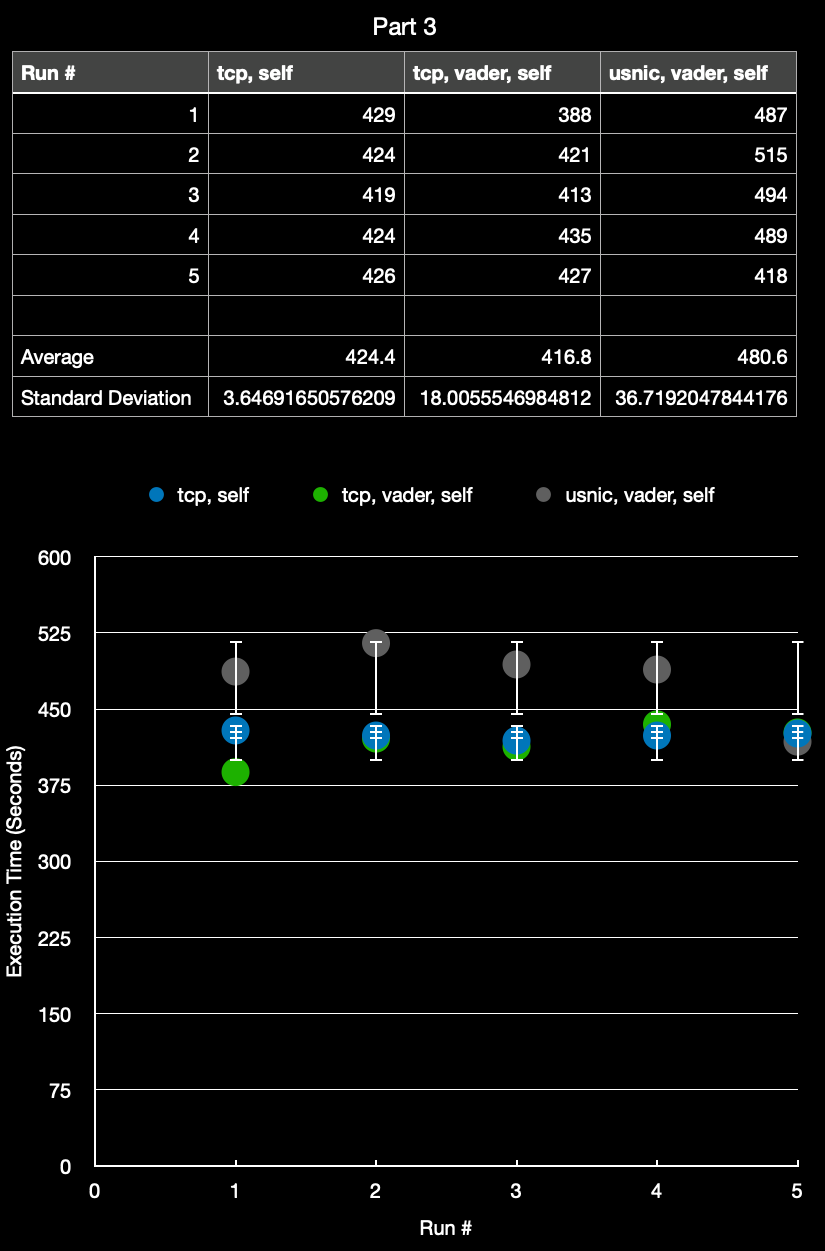 Part 3
Run # tcp, self tcp, vader, self usnic, vader, self
1 429 388 487
2 424 421 515
3 419 413 494
4 424 435 489
5 426 427 418
Average 424.4 416.8 480.6
Standard Deviation 3.64691650576209 18.0055546984812 36.7192047844176
tcp, self tcp, vader, self usnic, vader, self
600
525
450
375
300
225
150
75
0
Execution Time (Seconds)
0 1 2 3 4 5
Run #